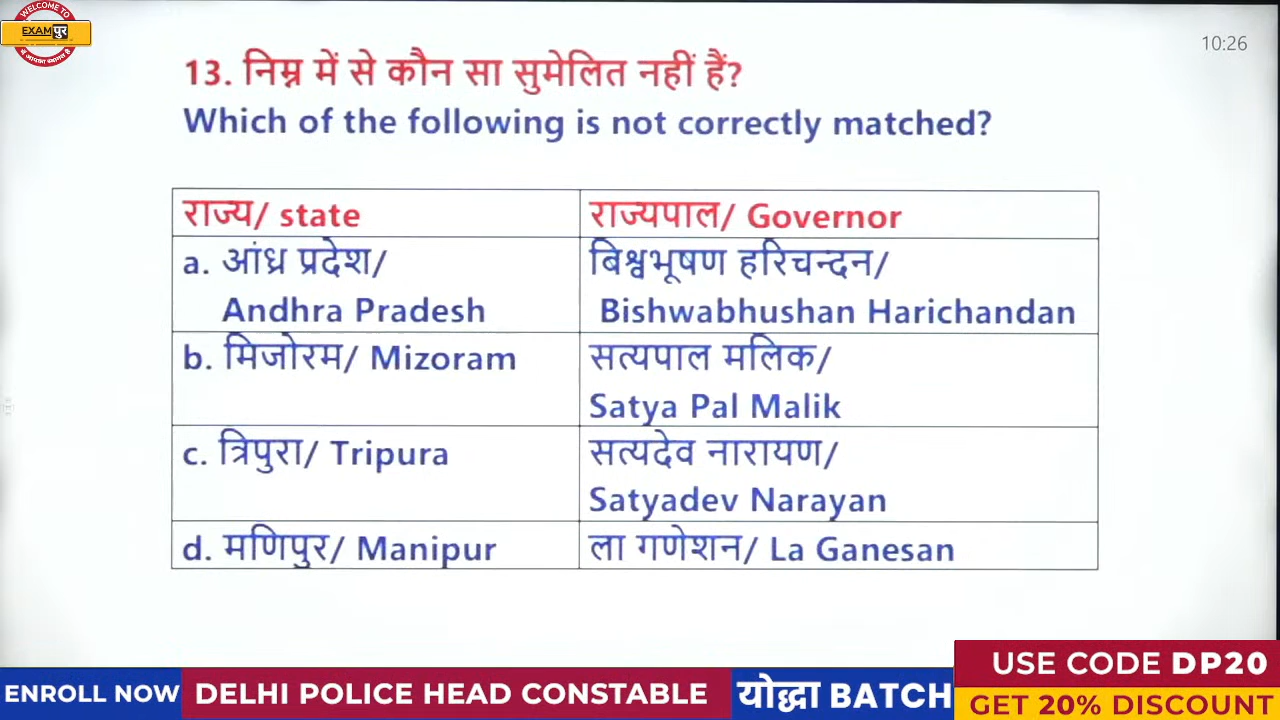 WELCOME TO
EXAM पुर
10:26
13. निम्न में से कौन सा सुमेलित नहीं हैं?
Which of the following is not correctly matched?
राज्य/ state
राज्यपाल/ Governor
a. आंध्र प्रदेश/
Andhra Pradesh
बिश्वभूषण हरिचन्दन/
Bishwabhushan Harichandan
b. मिजोरम/ Mizoram
सत्यपाल मलिक/
Satya Pal Malik
c. त्रिपुरा/ Tripura
सत्यदेव नारायण/
Satyadev Narayan
d. मणिपुर/ Manipur
ला गणेशन/ La Ganesan
ENROLL NOW
DELHI POLICE HEAD CONSTABLE
योद्धा BATCH
USE CODE DP20
GET 20% DISCOUNT